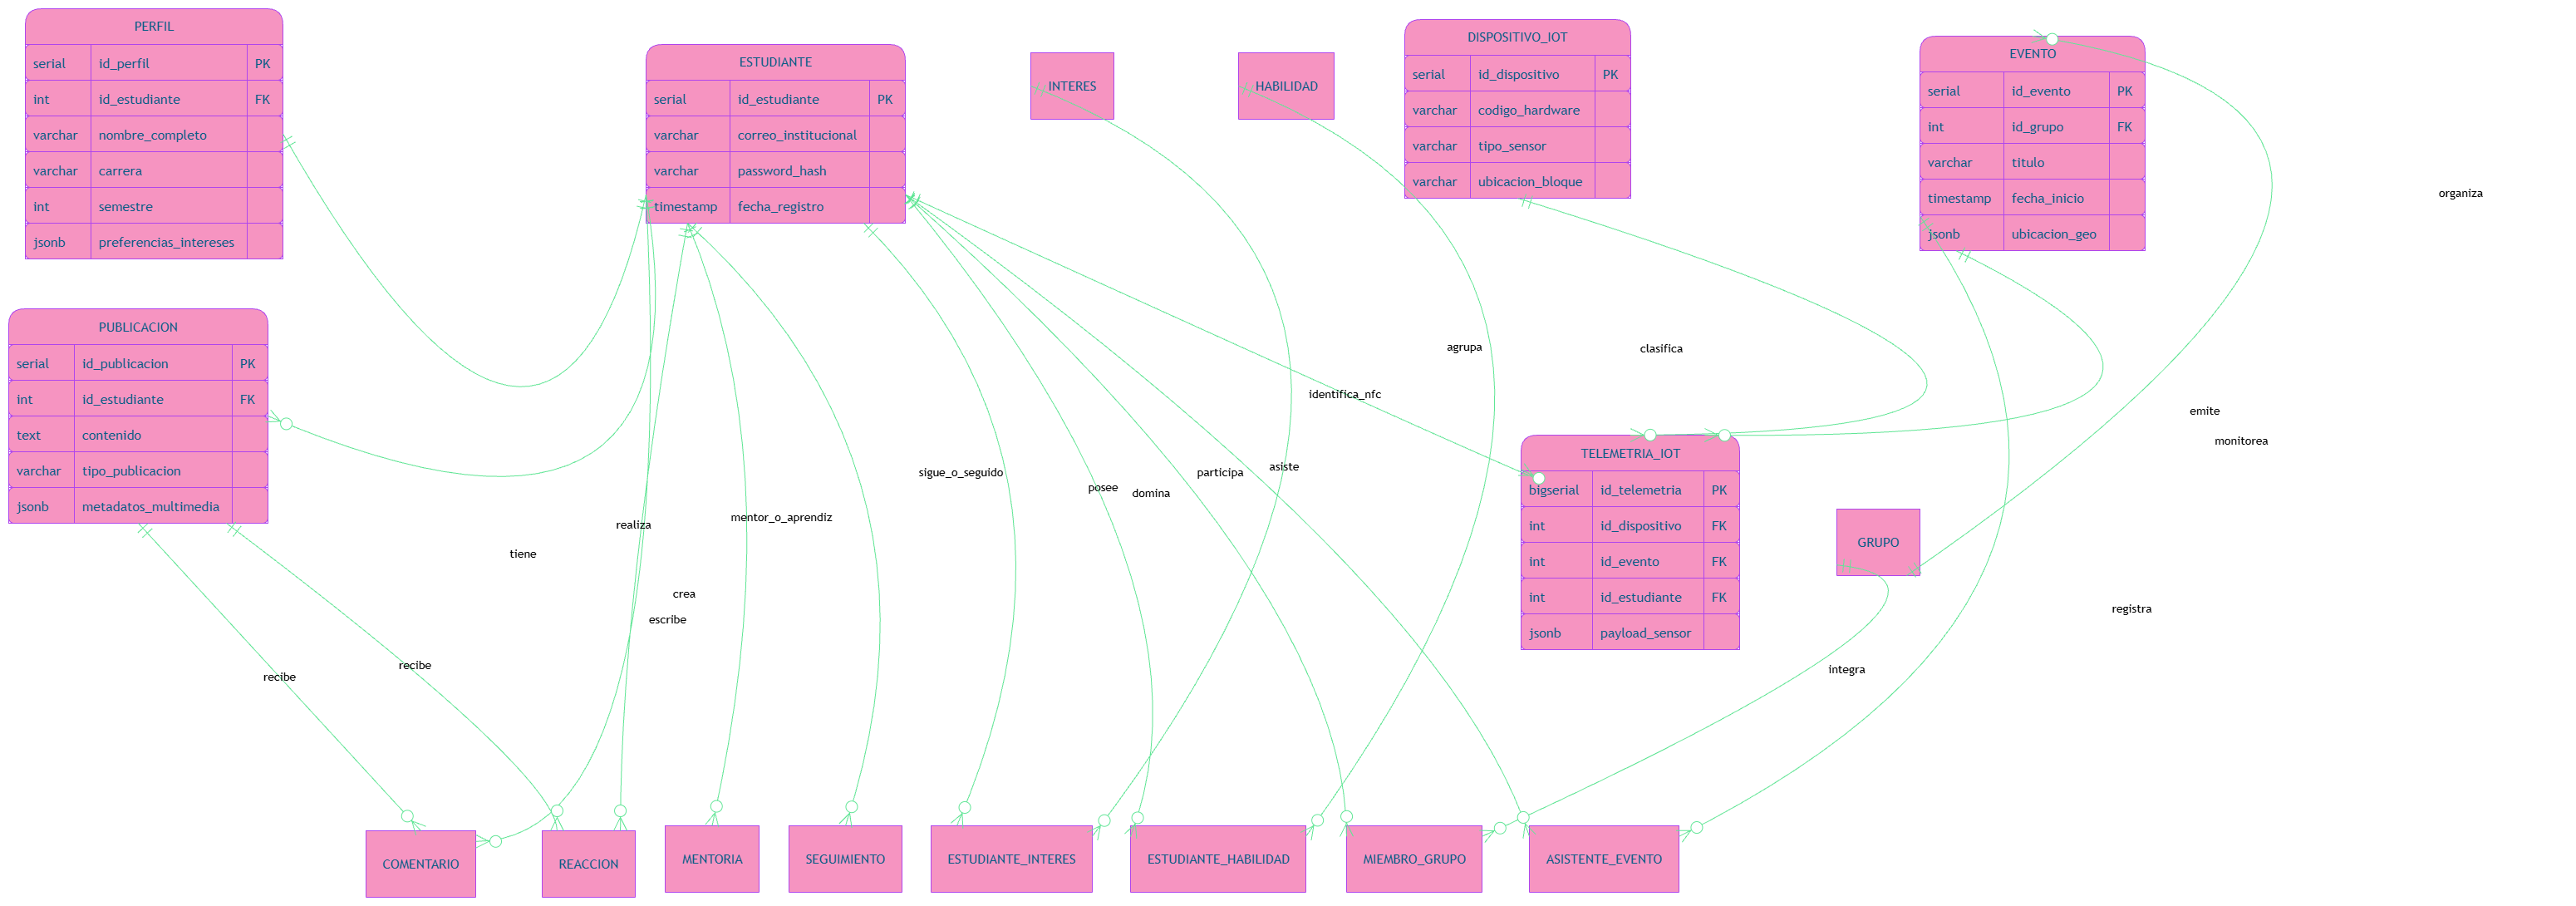 PERFIL
serial id_perfil PK
int id_estudiante FK
varchar nombre_completo
varchar carrera
int semestre
jsonb preferencias_intereses
ESTUDIANTE
serial id_estudiante PK
varchar correo_institucional
varchar password_hash
timestamp fecha_registro
INTERES
HABILIDAD
DISPOSITIVO_IOT
serial id_dispositivo PK
varchar codigo_hardware
varchar tipo_sensor
varchar ubicacion_bloque
EVENTO
serial id_evento PK
int id_grupo FK
varchar titulo
timestamp fecha_inicio
jsonb ubicacion_geo
organiza
PUBLICACION
serial id_publicacion PK
int id_estudiante FK
text contenido
varchar tipo_publicacion
jsonb metadatos_multimedia
agrupa
clasifica
identifica_nfc
emite
monitorea
TELEMETRIA_IOT
bigserial id_telemetria PK
int id_dispositivo FK
int id_evento FK
int id_estudiante FK
jsonb payload_sensor
GRUPO
sigue_o_seguido
posee
domina
participa
asiste
mentor_o_aprendiz
realiza
tiene
crea
escribe
registra
recibe
recibe
integra
COMENTARIO
REACCION
MENTORIA
SEGUIMIENTO
ESTUDIANTE_INTERES
ESTUDIANTE_HABILIDAD
MIEMBRO_GRUPO
ASISTENTE_EVENTO